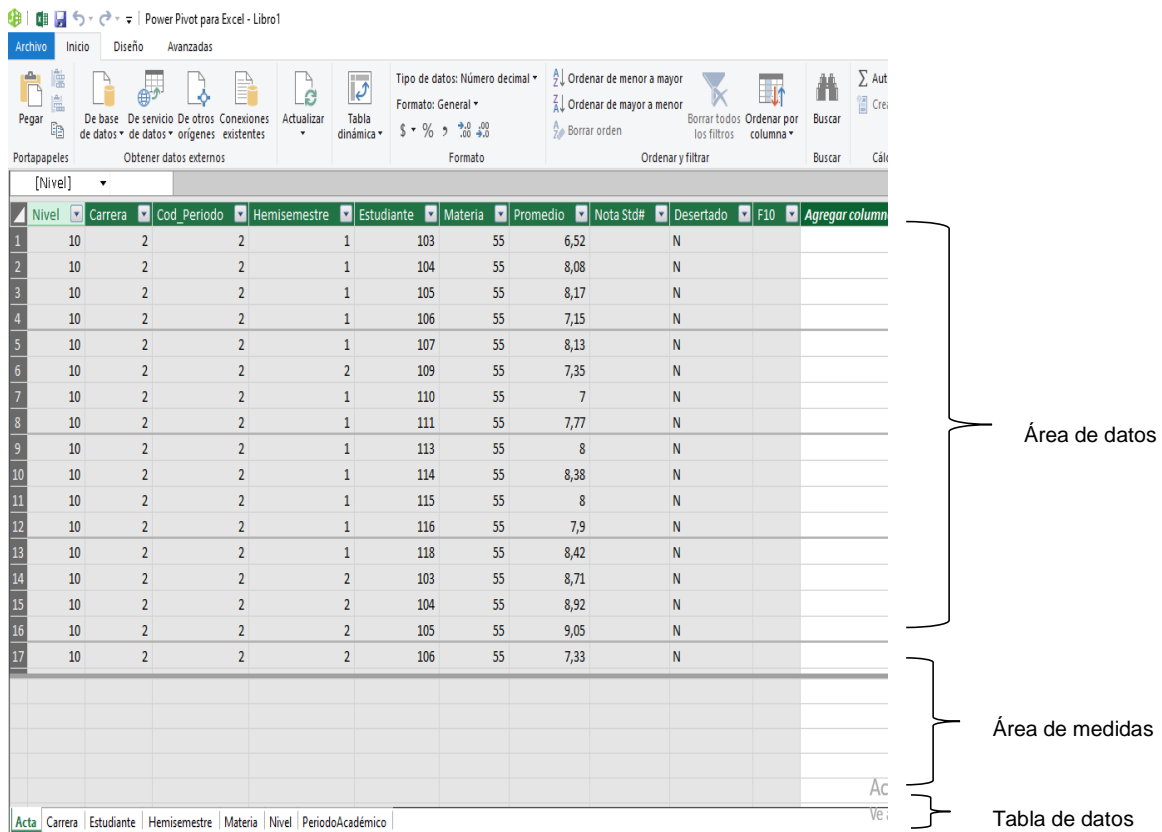 Power Pivot para Excel - Libro1
Archivo Inicio Diseño Avanzadas
Pegar
De base de datos
De servicio de datos
De otros orígenes
Conexiones existentes
Actualizar
Tabla dinámica
Tipo de datos: Número decimal
Formato: General
$ % 9 ,0 ,00 ,00 ,0
Ordenar de menor a mayor
Ordenar de mayor a menor
Borrar orden
Borrar todos los filtros
Ordenar por columna
Buscar
∑ Aut
Crea
Portapapeles Obtener datos externos Formato Ordenar y filtrar Buscar Cálc
[Nivel]
Nivel Carrera Cod_Periodo Hemisemestre Estudiante Materia Promedio Nota Std# Desertado F10 Agregar column
1 10 2 2 1 103 55 6,52 N
2 10 2 2 1 104 55 8,08 N
3 10 2 2 1 105 55 8,17 N
4 10 2 2 1 106 55 7,15 N
5 10 2 2 1 107 55 8,13 N
6 10 2 2 2 109 55 7,35 N
7 10 2 2 1 110 55 7 N
8 10 2 2 1 111 55 7,77 N
9 10 2 2 1 113 55 8 N
10 10 2 2 1 114 55 8,38 N
11 10 2 2 1 115 55 8 N
12 10 2 2 1 116 55 7,9 N
13 10 2 2 1 118 55 8,42 N
14 10 2 2 2 103 55 8,71 N
15 10 2 2 2 104 55 8,92 N
16 10 2 2 2 105 55 9,05 N
17 10 2 2 2 106 55 7,33 N
Área de datos
Área de medidas
Ac
Ve a
Acta Carrera Estudiante Hemisemestre Materia Nivel PeriodoAcadémico
Tabla de datos